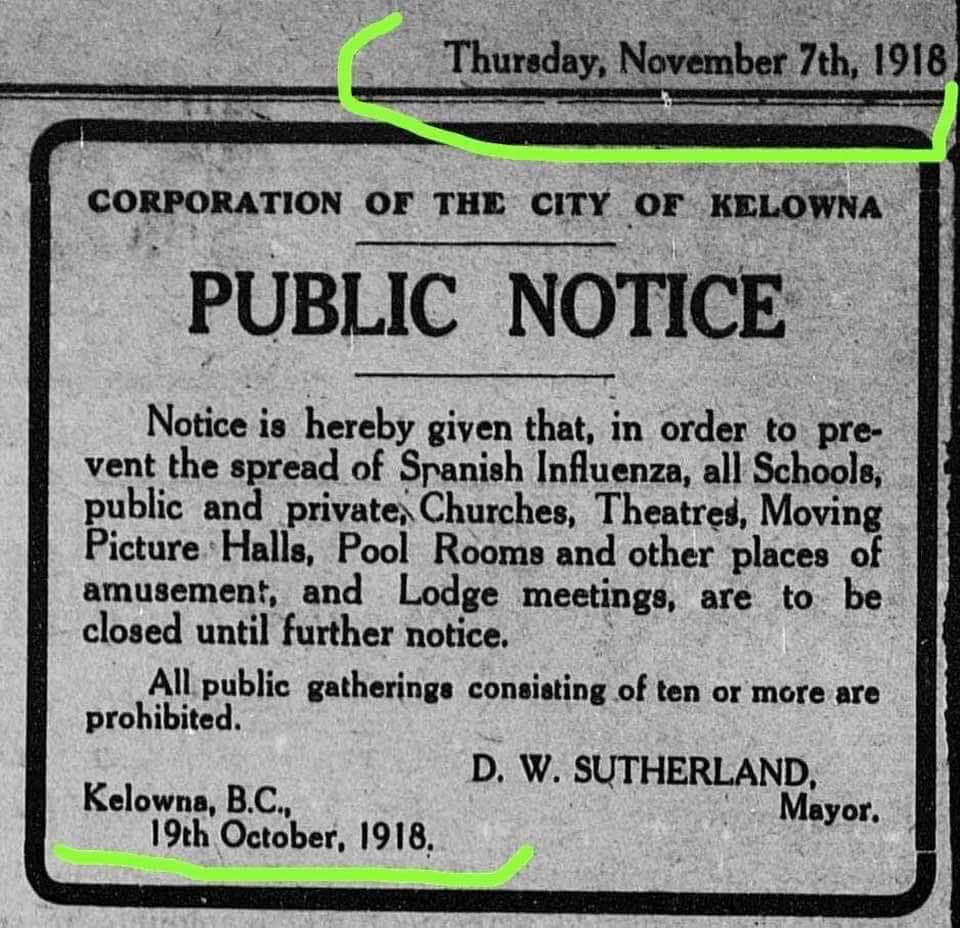 Thursday, November 7th, 1918
CORPORATION OF THE CITY OF KELOWNA
PUBLIC NOTICE
Notice is hereby given that, in order to pre-
vent the spread of Spanish Influenza, all Schools,
public and private, Churches, Theatres, Moving
Picture Halls, Pool Rooms and other places of
amusement, and Lodge meetings, are to be
closed until further notice.
All public gatherings consisting of ten or more are
prohibited.
D. W. SUTHERLAND,
Mayor.
Kelowna, B.C.,
19th October, 1918.